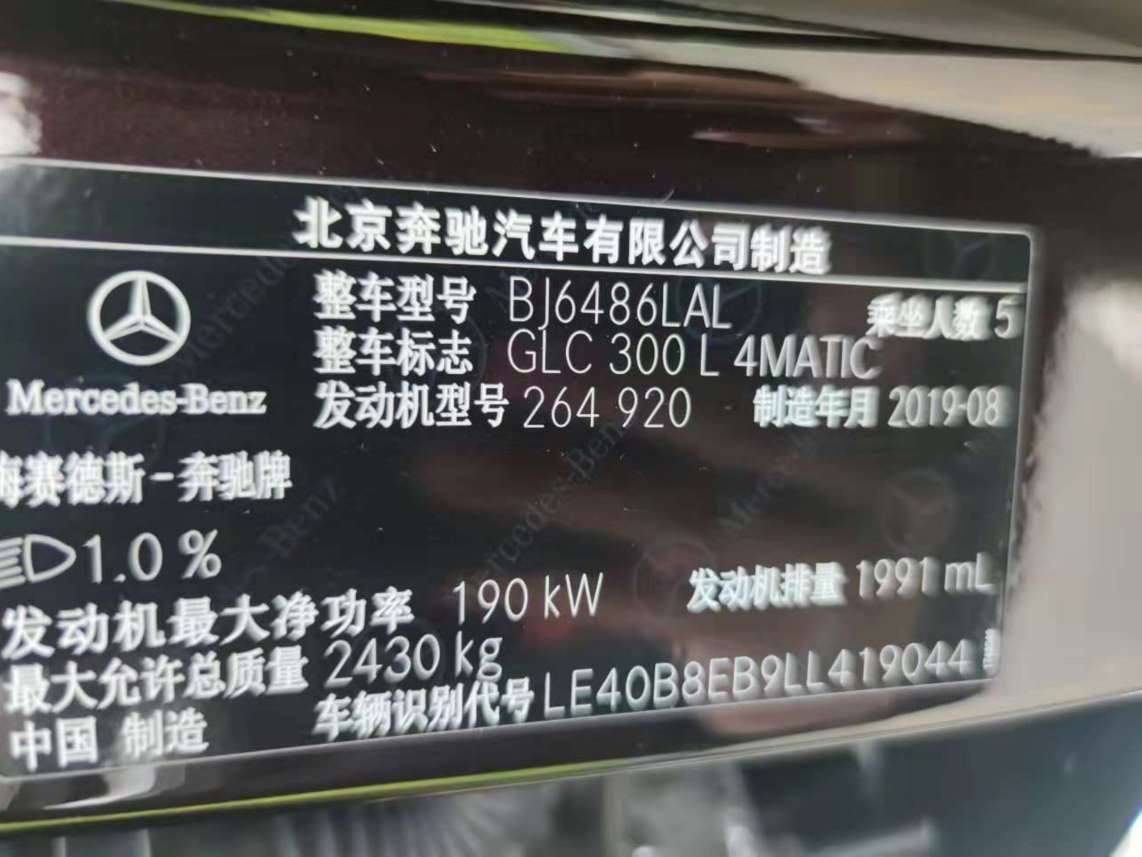 北京奔驰汽车有限公司制造
整车型号 BJ6486LAL 乘坐人数 5
整车标志 GLC 300 L 4MATIC
Mercedes-Benz 发动机型号 264 920 制造年月 2019-08
梅赛德斯-奔驰牌
1.0 %
发动机最大净功率 190 kW 发动机排量 1991 mL
最大允许总质量 2430 kg
中国 制造 车辆识别代号 LE40B8EB9LL419044